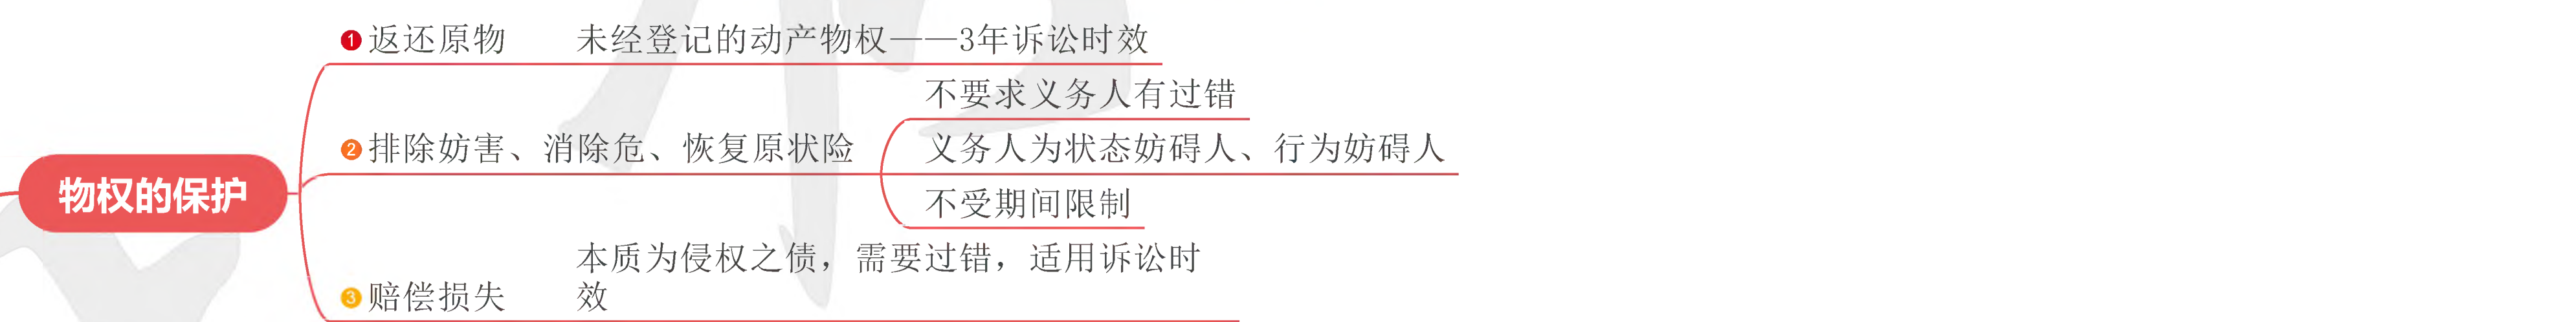 物权的保护
1 返还原物 未经登记的动产物权——3年诉讼时效
2 排除妨害、消除危、恢复原状险
不要求义务人有过错
义务人为状态妨碍人、行为妨碍人
不受期间限制
3 赔偿损失
本质为侵权之债，需要过错，适用诉讼时
效